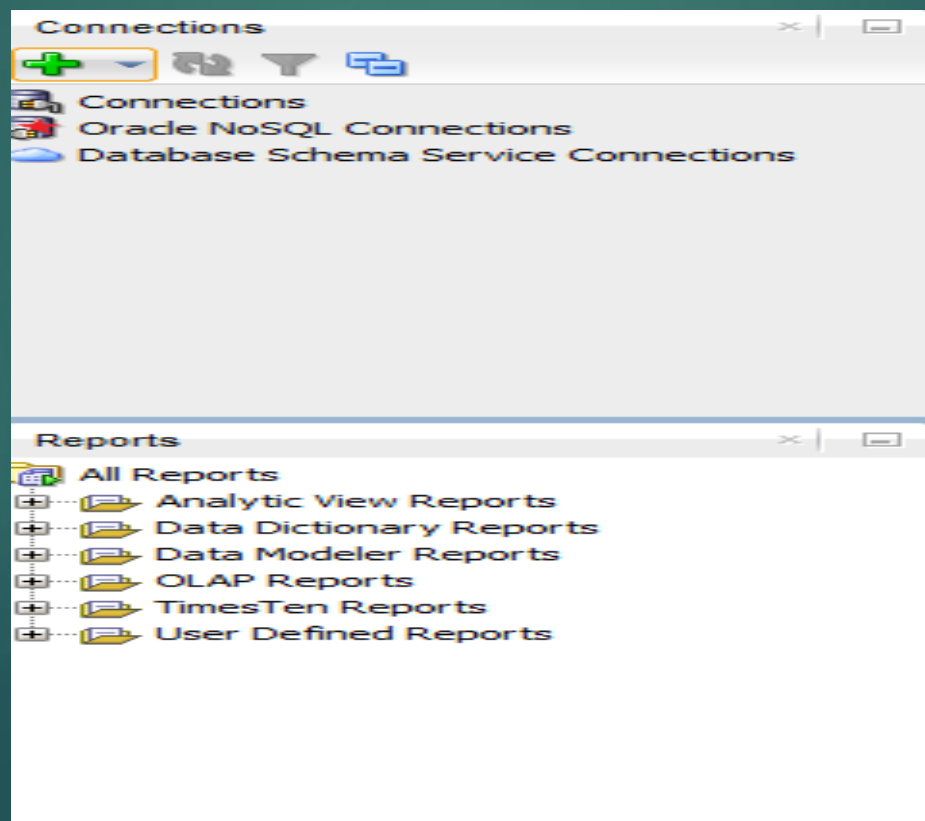 Connections
Connections
Oracle NoSQL Connections
Database Schema Service Connections
Reports
All Reports
Analytic View Reports
Data Dictionary Reports
Data Modeler Reports
OLAP Reports
TimesTen Reports
User Defined Reports